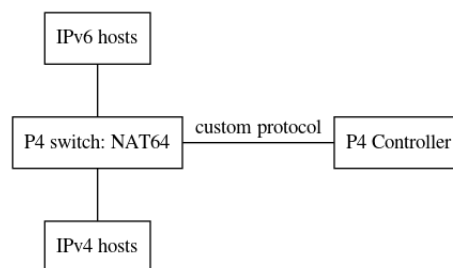 IPv6 hosts
custom protocol
P4 switch: NAT64
P4 Controller
IPv4 hosts